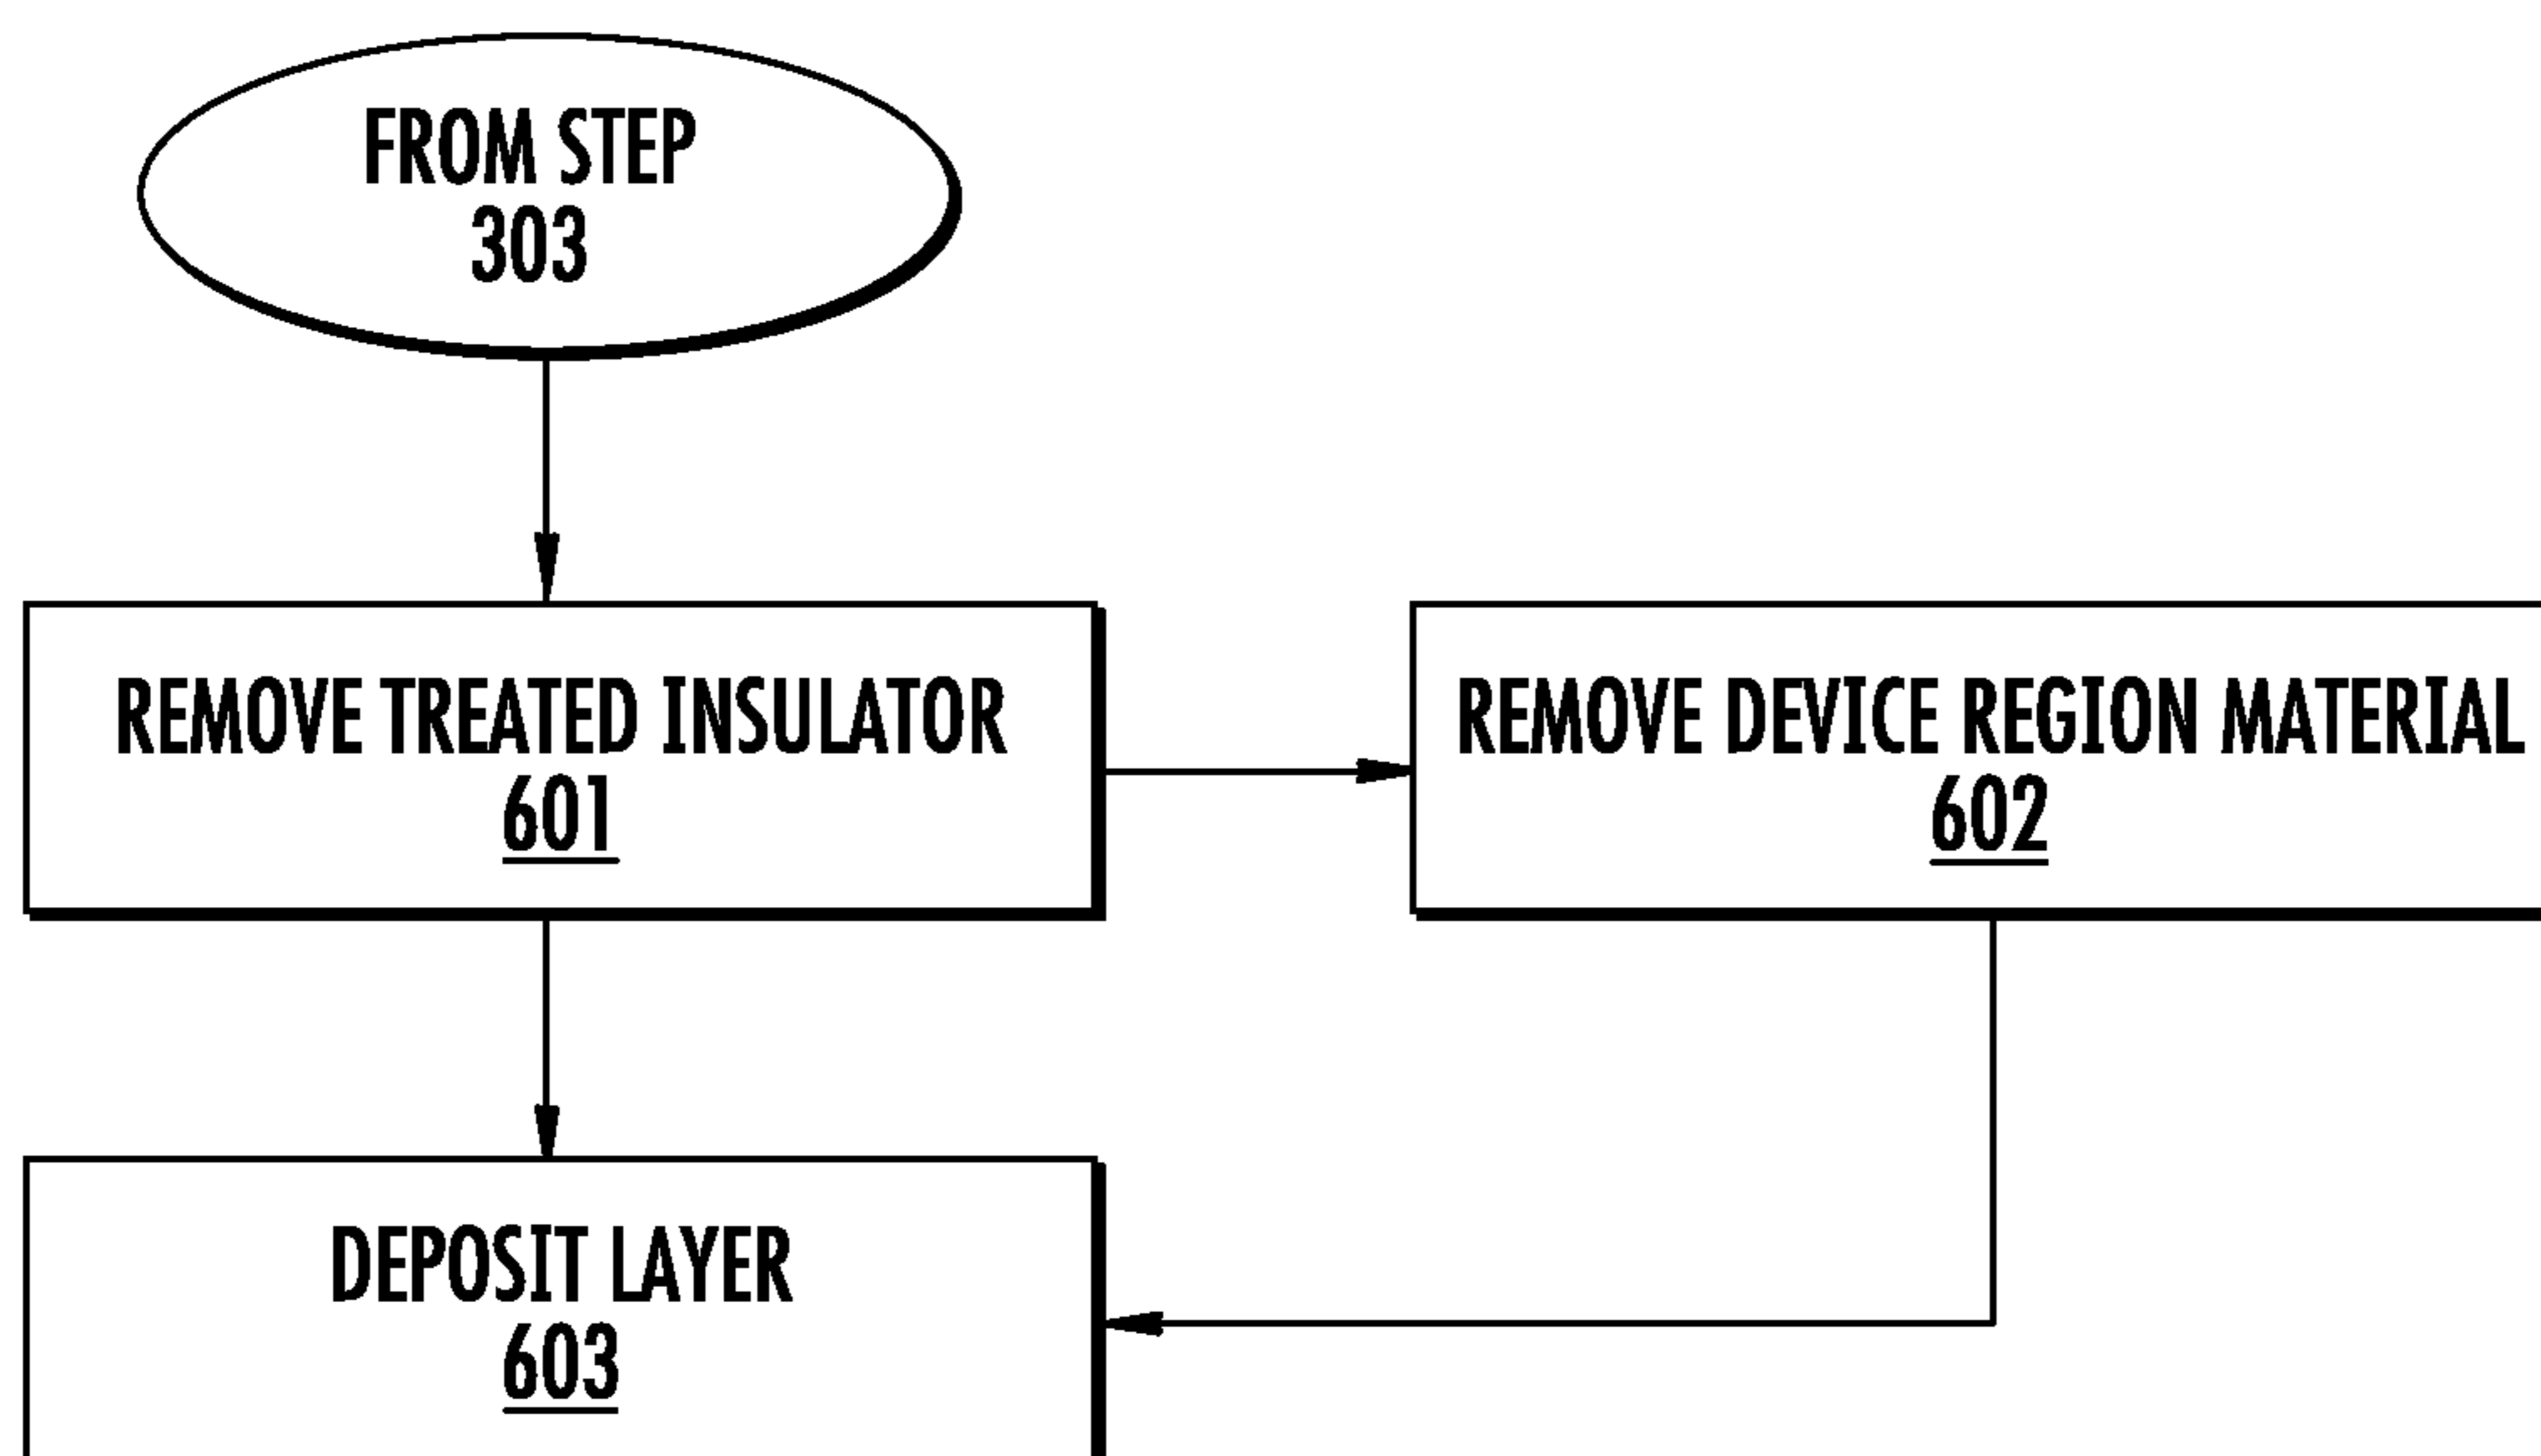 FROM STEP
303
REMOVE TREATED INSULATOR
601
REMOVE DEVICE REGION MATERIAL
602
DEPOSIT LAYER
603